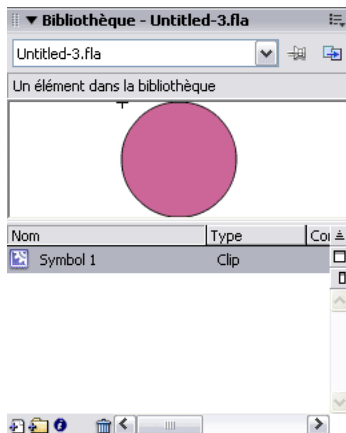 Bibliothèque - Untitled-3.fla
Untitled-3.fla
Un élément dans la bibliothèque
Nom Type
Symbol 1 Clip